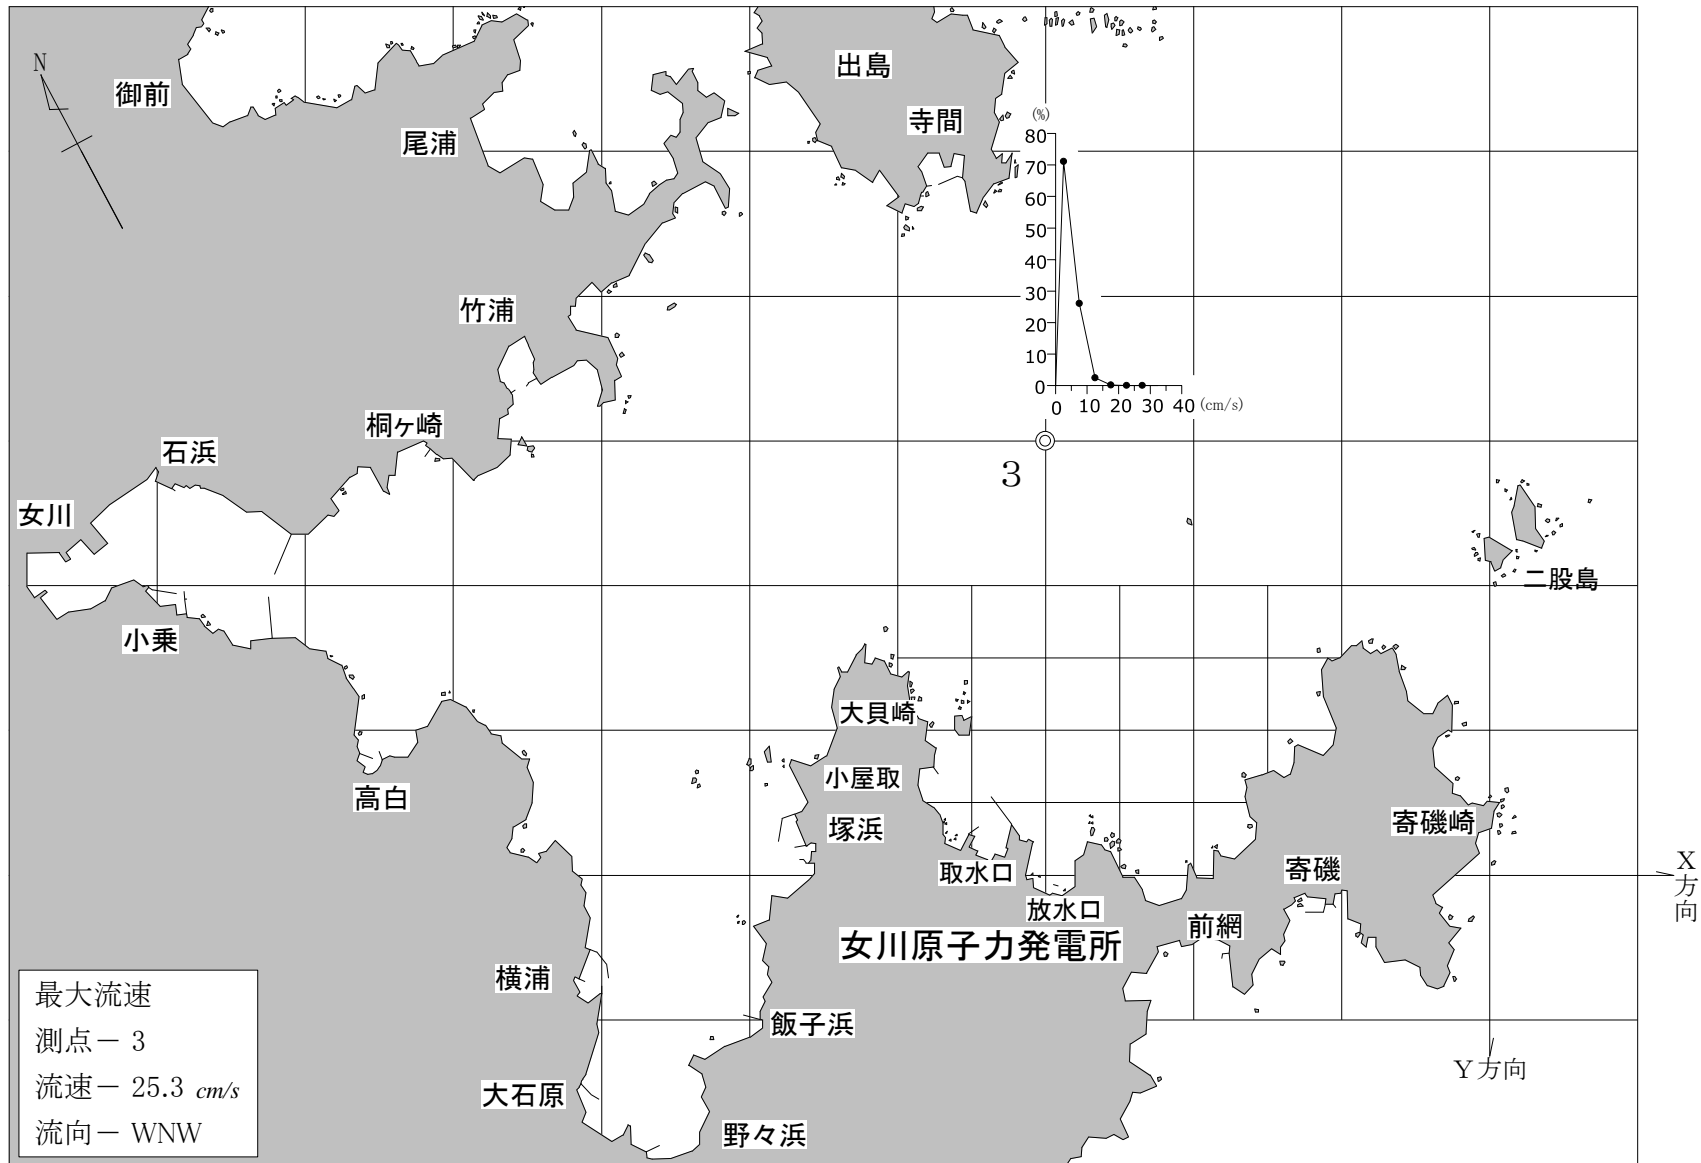 N
御前
尾浦
出島
寺間
(%)
80
70
60
50
40
30
20
10
0
0 10 20 30 40 (cm/s)
竹浦
桐ヶ崎
石浜
3
女川
二股島
小乗
大貝崎
小屋取
高白
塚浜
寄磯崎
取水口
寄磯
X方向
放水口
前網
女川原子力発電所
横浦
飯子浜
Y方向
大石原
野々浜
最大流速
測点－ 3
流速－ 25.3 cm/s
流向－ WNW